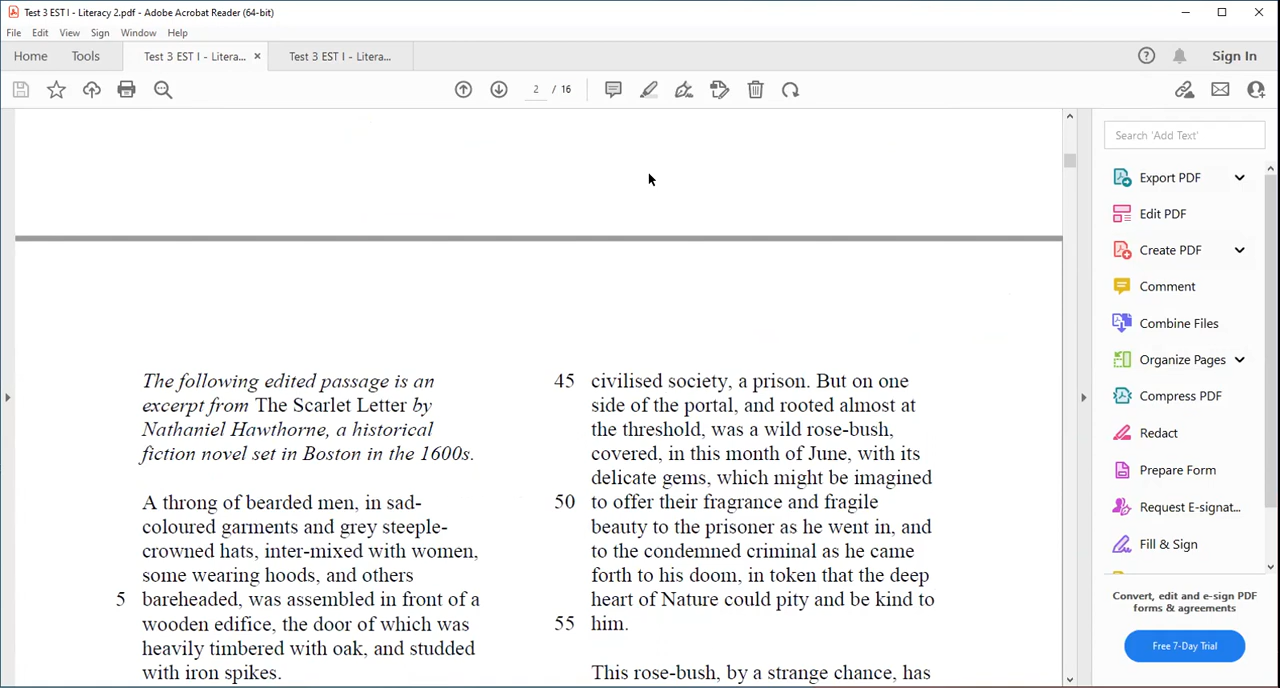 Test 3 EST I - Literacy 2.pdf - Adobe Acrobat Reader (64-bit)
File Edit View Sign Window Help
Home Tools Test 3 EST I - Litera... × Test 3 EST I - Litera... Sign In
2 / 16
Search 'Add Text'
Export PDF
Edit PDF
Create PDF
Comment
Combine Files
Organize Pages
Compress PDF
Redact
Prepare Form
Request E-signat...
Fill & Sign
Convert, edit and e-sign PDF
forms & agreements
Free 7-Day Trial
The following edited passage is an
excerpt from The Scarlet Letter by
Nathaniel Hawthorne, a historical
fiction novel set in Boston in the 1600s.
A throng of bearded men, in sad-
coloured garments and grey steeple-
crowned hats, inter-mixed with women,
some wearing hoods, and others
5 bareheaded, was assembled in front of a
wooden edifice, the door of which was
heavily timbered with oak, and studded
with iron spikes.
45 civilised society, a prison. But on one
side of the portal, and rooted almost at
the threshold, was a wild rose-bush,
covered, in this month of June, with its
delicate gems, which might be imagined
50 to offer their fragrance and fragile
beauty to the prisoner as he went in, and
to the condemned criminal as he came
forth to his doom, in token that the deep
heart of Nature could pity and be kind to
55 him.
This rose-bush, by a strange chance, has